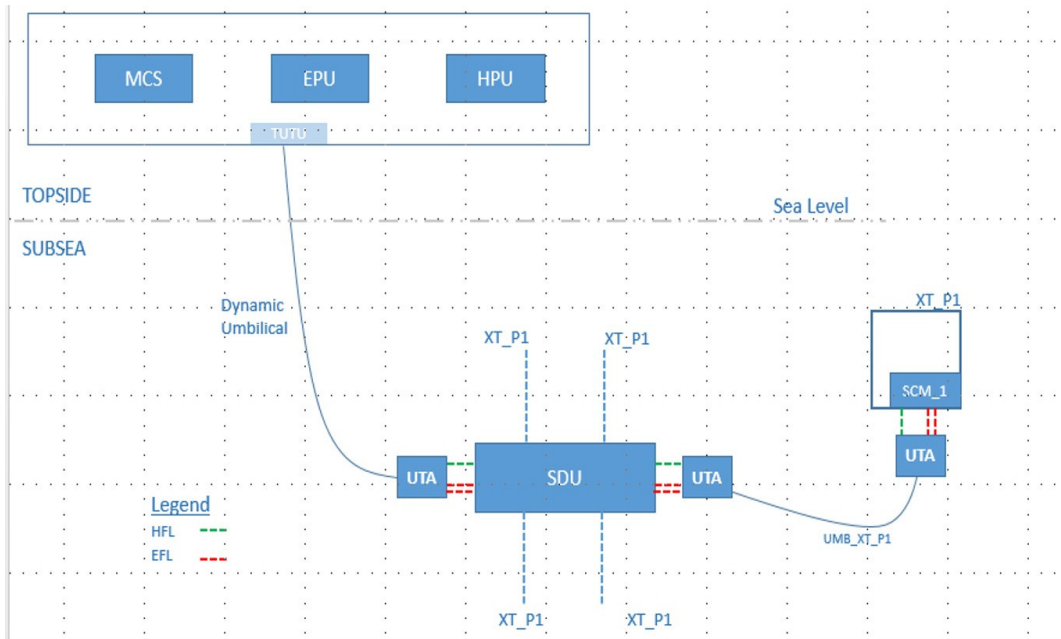 MCS
EPU
HPU
TUTU
TOPSIDE
Sea Level
SUBSEA
Dynamic
Umbilical
XT_P1
XT_P1
XT_P1
SCM_1
UTA
UTA
SDU
UTA
Legend
HFL
EFL
UMB_XT_P1
XT_P1
XT_P1